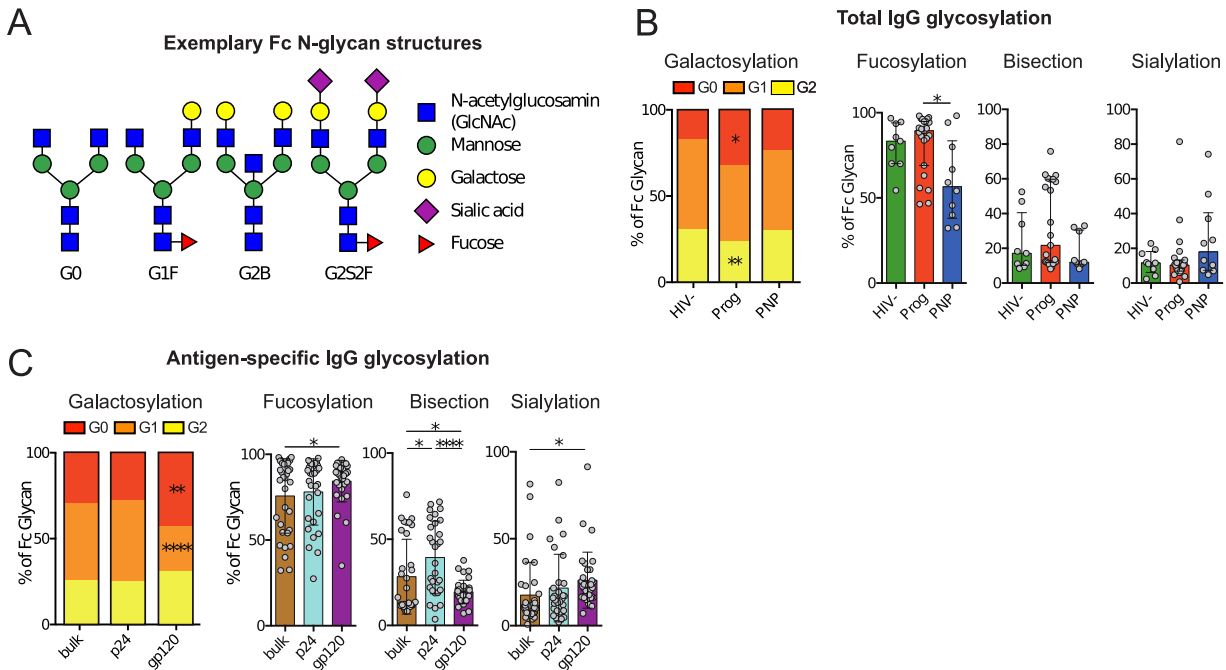 A
Exemplary Fc N-glycan structures
N-acetylglucosamin
(GlcNAc)
Mannose
Galactose
Sialic acid
Fucose
G0 G1F G2B G2S2F
B
Total IgG glycosylation
Galactosylation Fucosylation Bisection Sialylation
G0 G1 G2
% of Fc Glycan
100
50
0
* **
HIV- Prog PNP
% of Fc Glycan
100
50
0
*
HIV- Prog PNP
100
80
60
40
20
0
HIV- Prog PNP
100
80
60
40
20
0
HIV- Prog PNP
C
Antigen-specific IgG glycosylation
Galactosylation Fucosylation Bisection Sialylation
G0 G1 G2
% of Fc Glycan
100
50
0
**
****
bulk p24 gp120
% of Fc Glycan
100
50
0
*
bulk p24 gp120
100
50
0
*
* ****
bulk p24 gp120
100
50
0
*
bulk p24 gp120